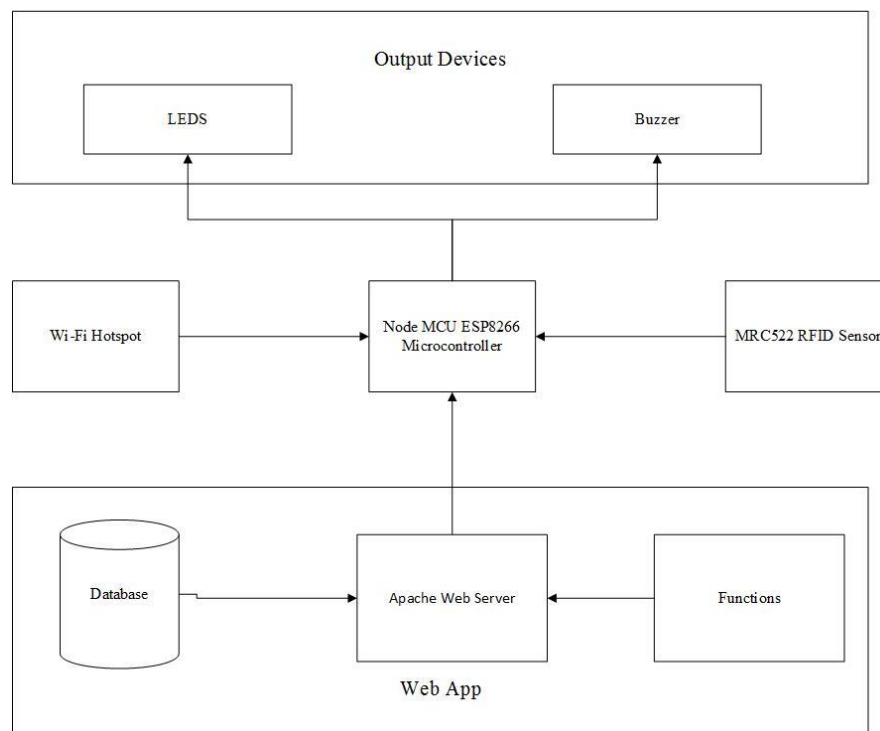 Output Devices
LEDS
Buzzer
Wi-Fi Hotspot
Node MCU ESP8266
Microcontroller
MRC522 RFID Sensor
Database
Apache Web Server
Functions
Web App